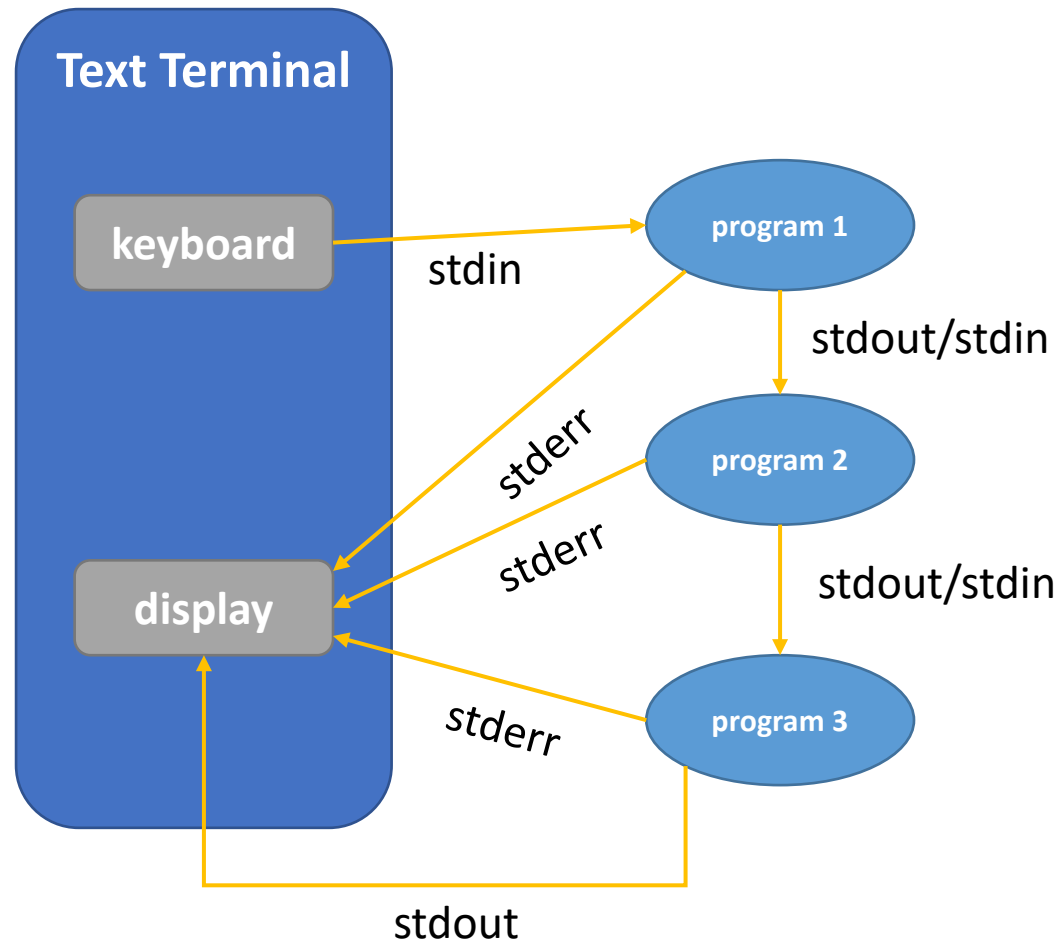 Text Terminal
keyboard
program 1
stdin
stdout/stdin
stderr
program 2
stderr
stdout/stdin
display
program 3
stderr
stdout